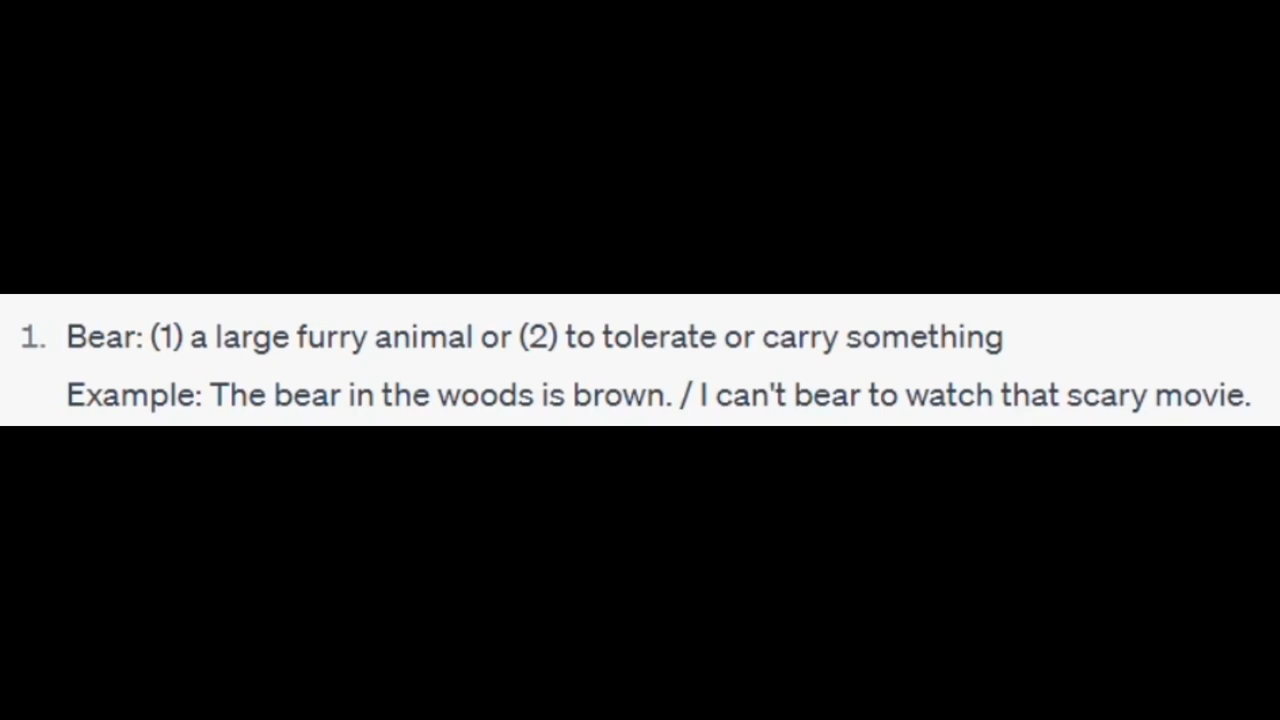 1. Bear: (1) a large furry animal or (2) to tolerate or carry something
Example: The bear in the woods is brown. / I can't bear to watch that scary movie.